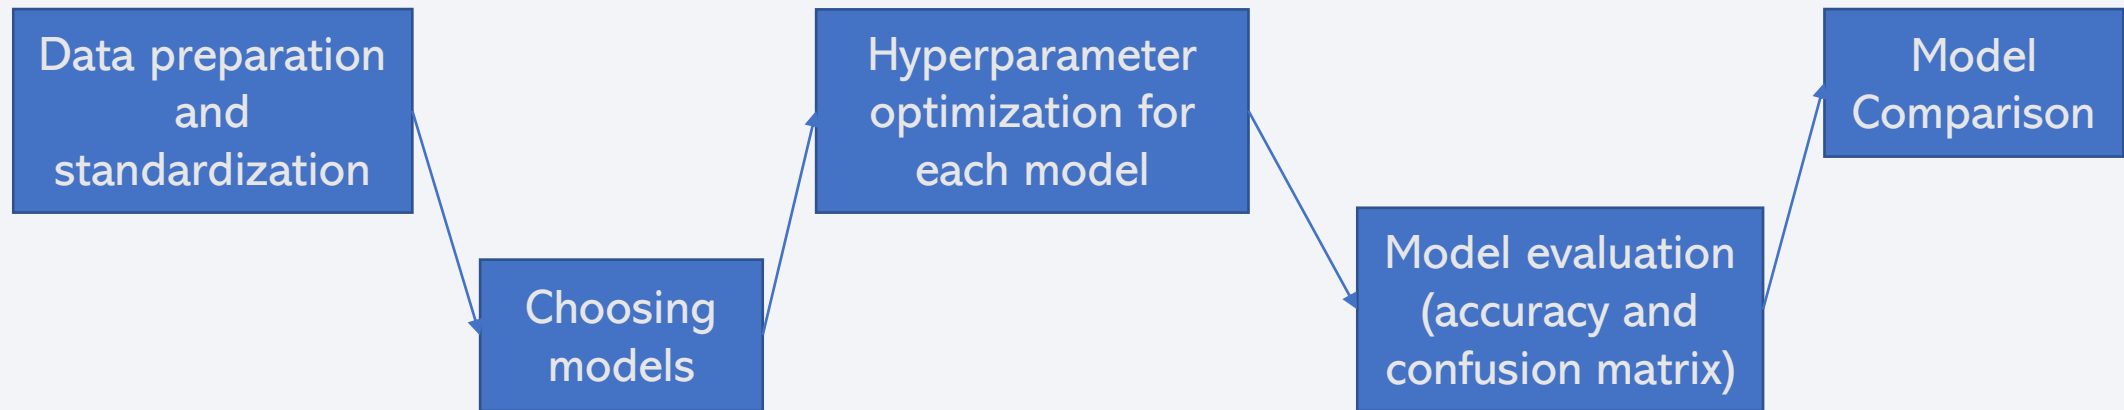 Data preparation
and
standardization
Choosing
models
Hyperparameter
optimization for
each model
Model evaluation
(accuracy and
confusion matrix)
Model
Comparison